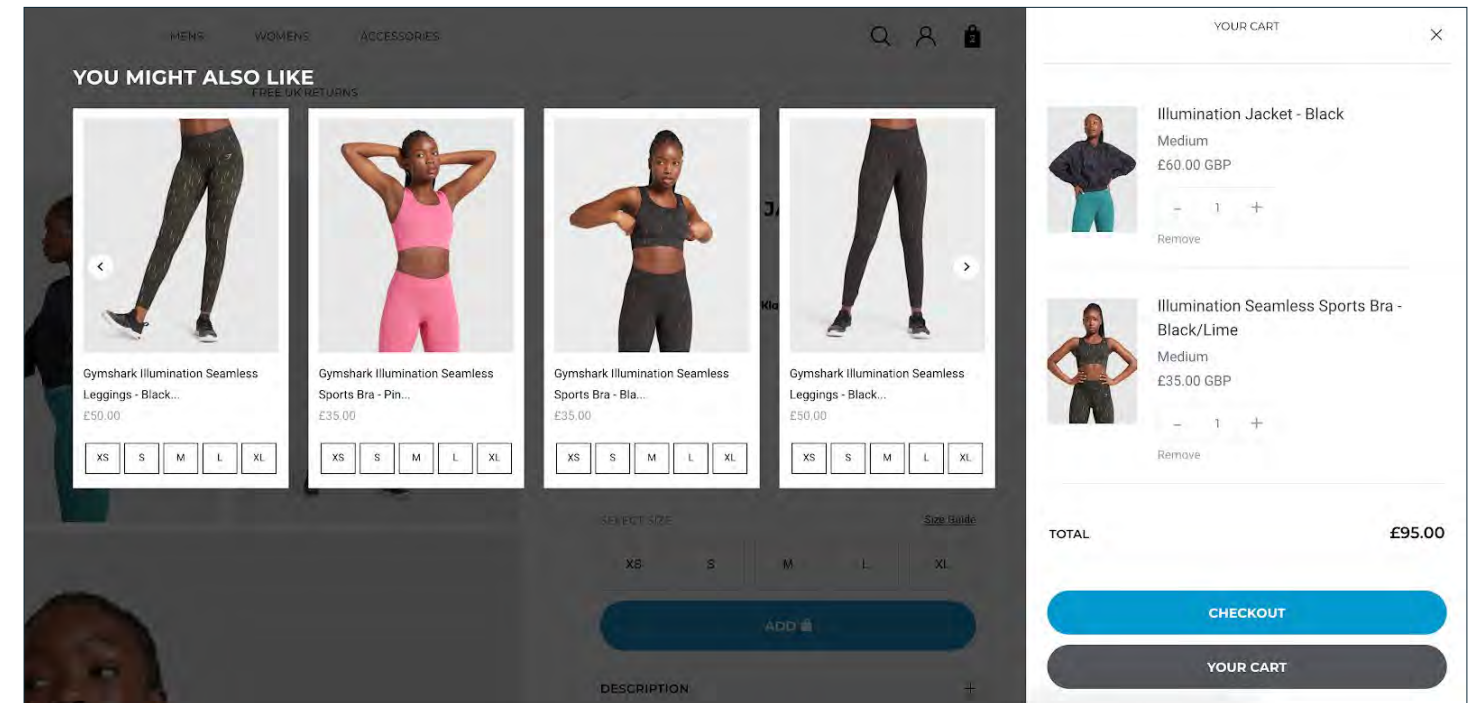 MENS WOMENS ACCESSORIES
2
YOU MIGHT ALSO LIKE
FREE UK RETURNS
Gymshark Illumination Seamless
Leggings - Black...
£50.00
XS S M L XL
Gymshark Illumination Seamless
Sports Bra - Pin...
£35.00
XS S M L XL
Gymshark Illumination Seamless
Sports Bra - Bla...
£35.00
XS S M L XL
Gymshark Illumination Seamless
Leggings - Black...
£50.00
XS S M L XL
SELECT SIZE Size Guide
XS S M L XL
ADD
DESCRIPTION +
YOUR CART
Illumination Jacket - Black
Medium
£60.00 GBP
- 1 +
Remove
Illumination Seamless Sports Bra -
Black/Lime
Medium
£35.00 GBP
- 1 +
Remove
TOTAL £95.00
CHECKOUT
YOUR CART